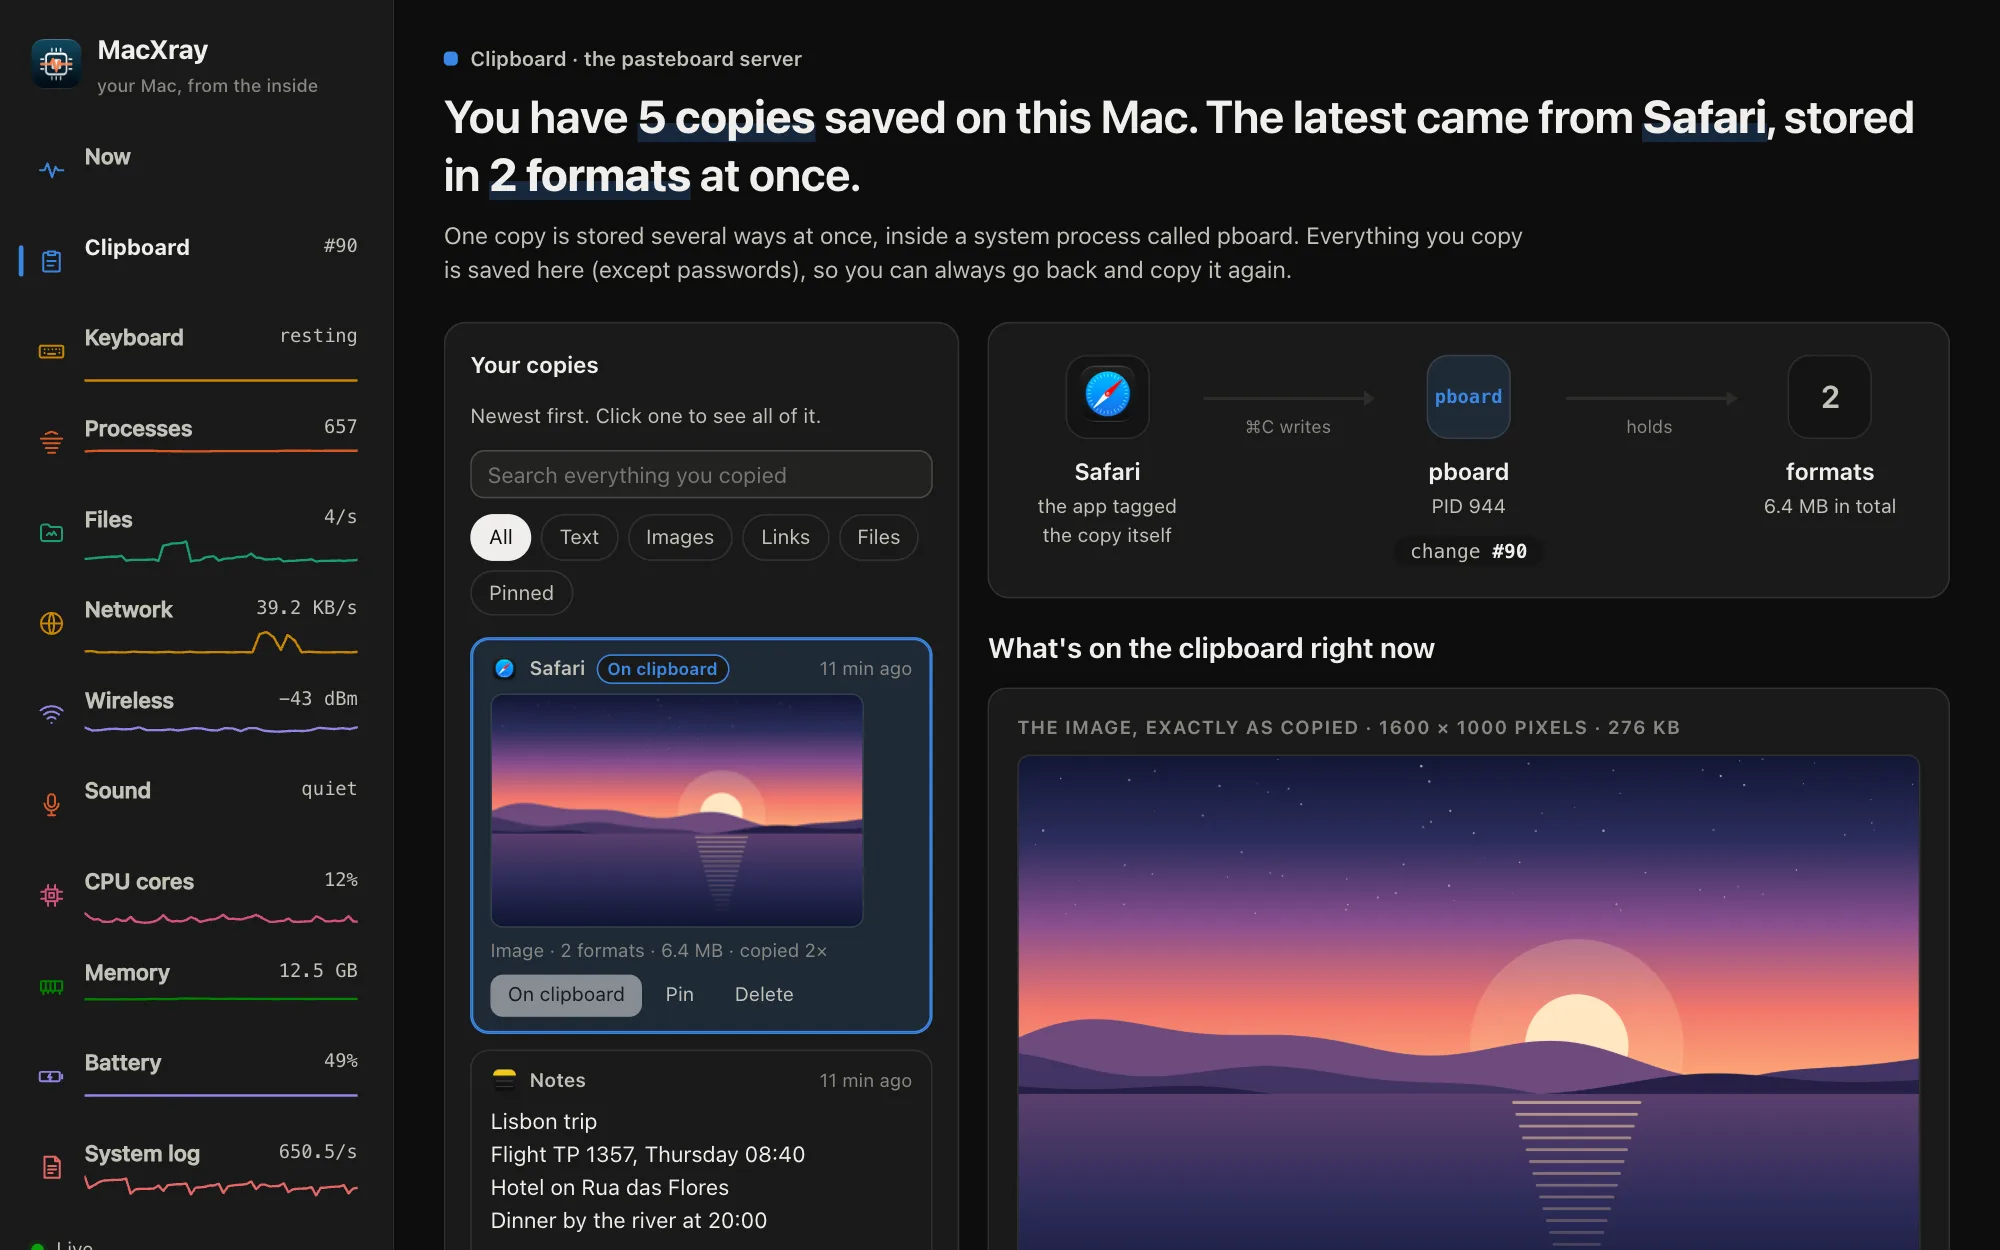 MacXray
your Mac, from the inside
Now
Clipboard #90
Keyboard resting
Processes 657
Files 4/s
Network 39.2 KB/s
Wireless −43 dBm
Sound quiet
CPU cores 12%
Memory 12.5 GB
Battery 49%
System log 650.5/s
Live
Clipboard · the pasteboard server
You have 5 copies saved on this Mac. The latest came from Safari, stored
in 2 formats at once.
One copy is stored several ways at once, inside a system process called pboard. Everything you copy
is saved here (except passwords), so you can always go back and copy it again.
Your copies
Newest first. Click one to see all of it.
Search everything you copied
All Text Images Links Files
Pinned
Safari On clipboard 11 min ago
Image · 2 formats · 6.4 MB · copied 2×
On clipboard Pin Delete
Notes 11 min ago
Lisbon trip
Flight TP 1357, Thursday 08:40
Hotel on Rua das Flores
Dinner by the river at 20:00
⌘C writes
pboard
holds
2
Safari
the app tagged
the copy itself
pboard
PID 944
change #90
formats
6.4 MB in total
What's on the clipboard right now
THE IMAGE, EXACTLY AS COPIED · 1600 × 1000 PIXELS · 276 KB